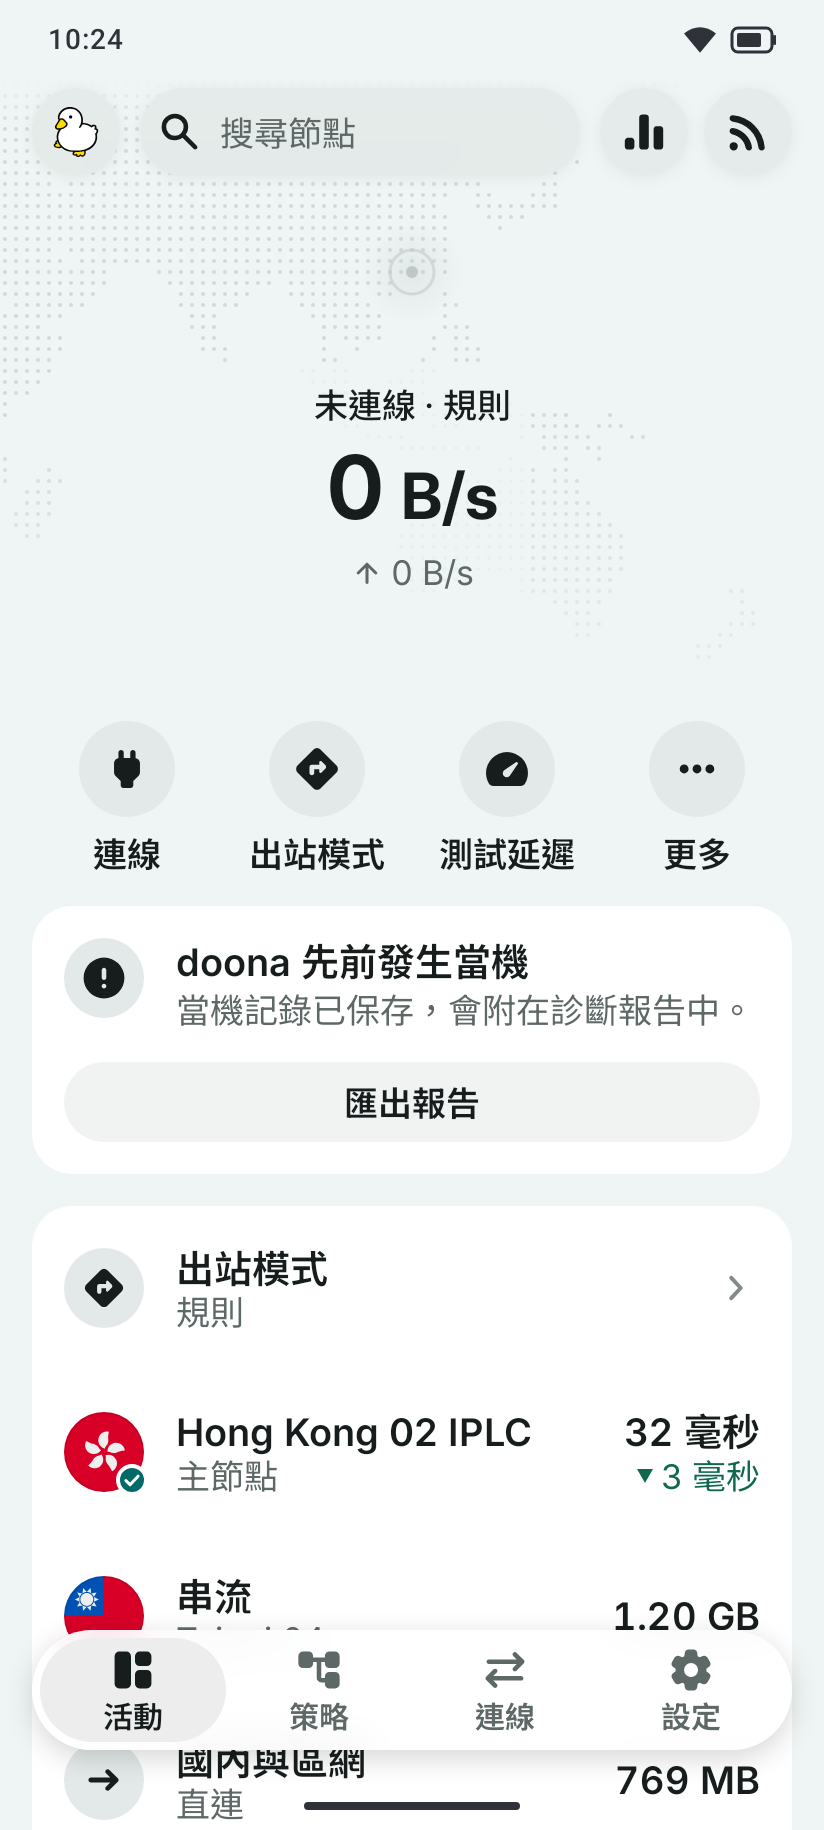 10:24
搜尋節點
未連線 · 規則
0 B/s
↑ 0 B/s
連線
出站模式
測試延遲
更多
doona 先前發生當機
當機記錄已保存，會附在診斷報告中。
匯出報告
出站模式
規則
Hong Kong 02 IPLC
32 毫秒
主節點
▼3 毫秒
串流
1.20 GB
活動
策略
連線
設定
國內與區網
769 MB
直連